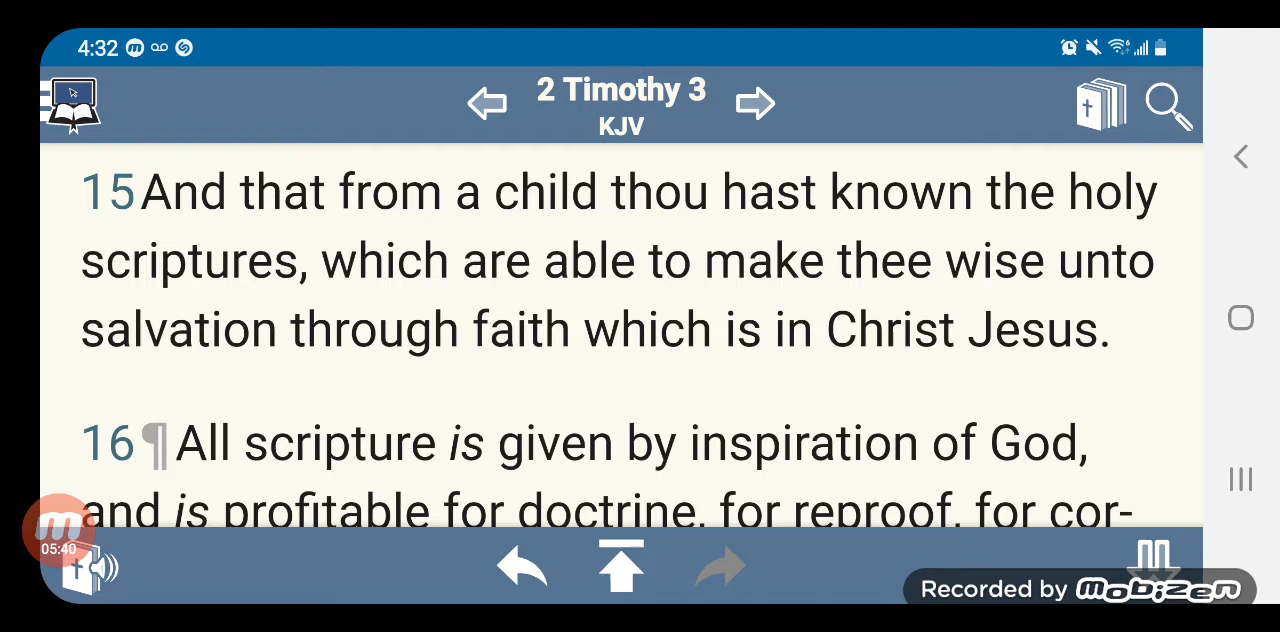 4:32
2 Timothy 3
KJV
15 And that from a child thou hast known the holy
scriptures, which are able to make thee wise unto
salvation through faith which is in Christ Jesus.
16 ¶ All scripture is given by inspiration of God,
and is profitable for doctrine, for reproof, for cor-
05:40
Recorded by Mobizen